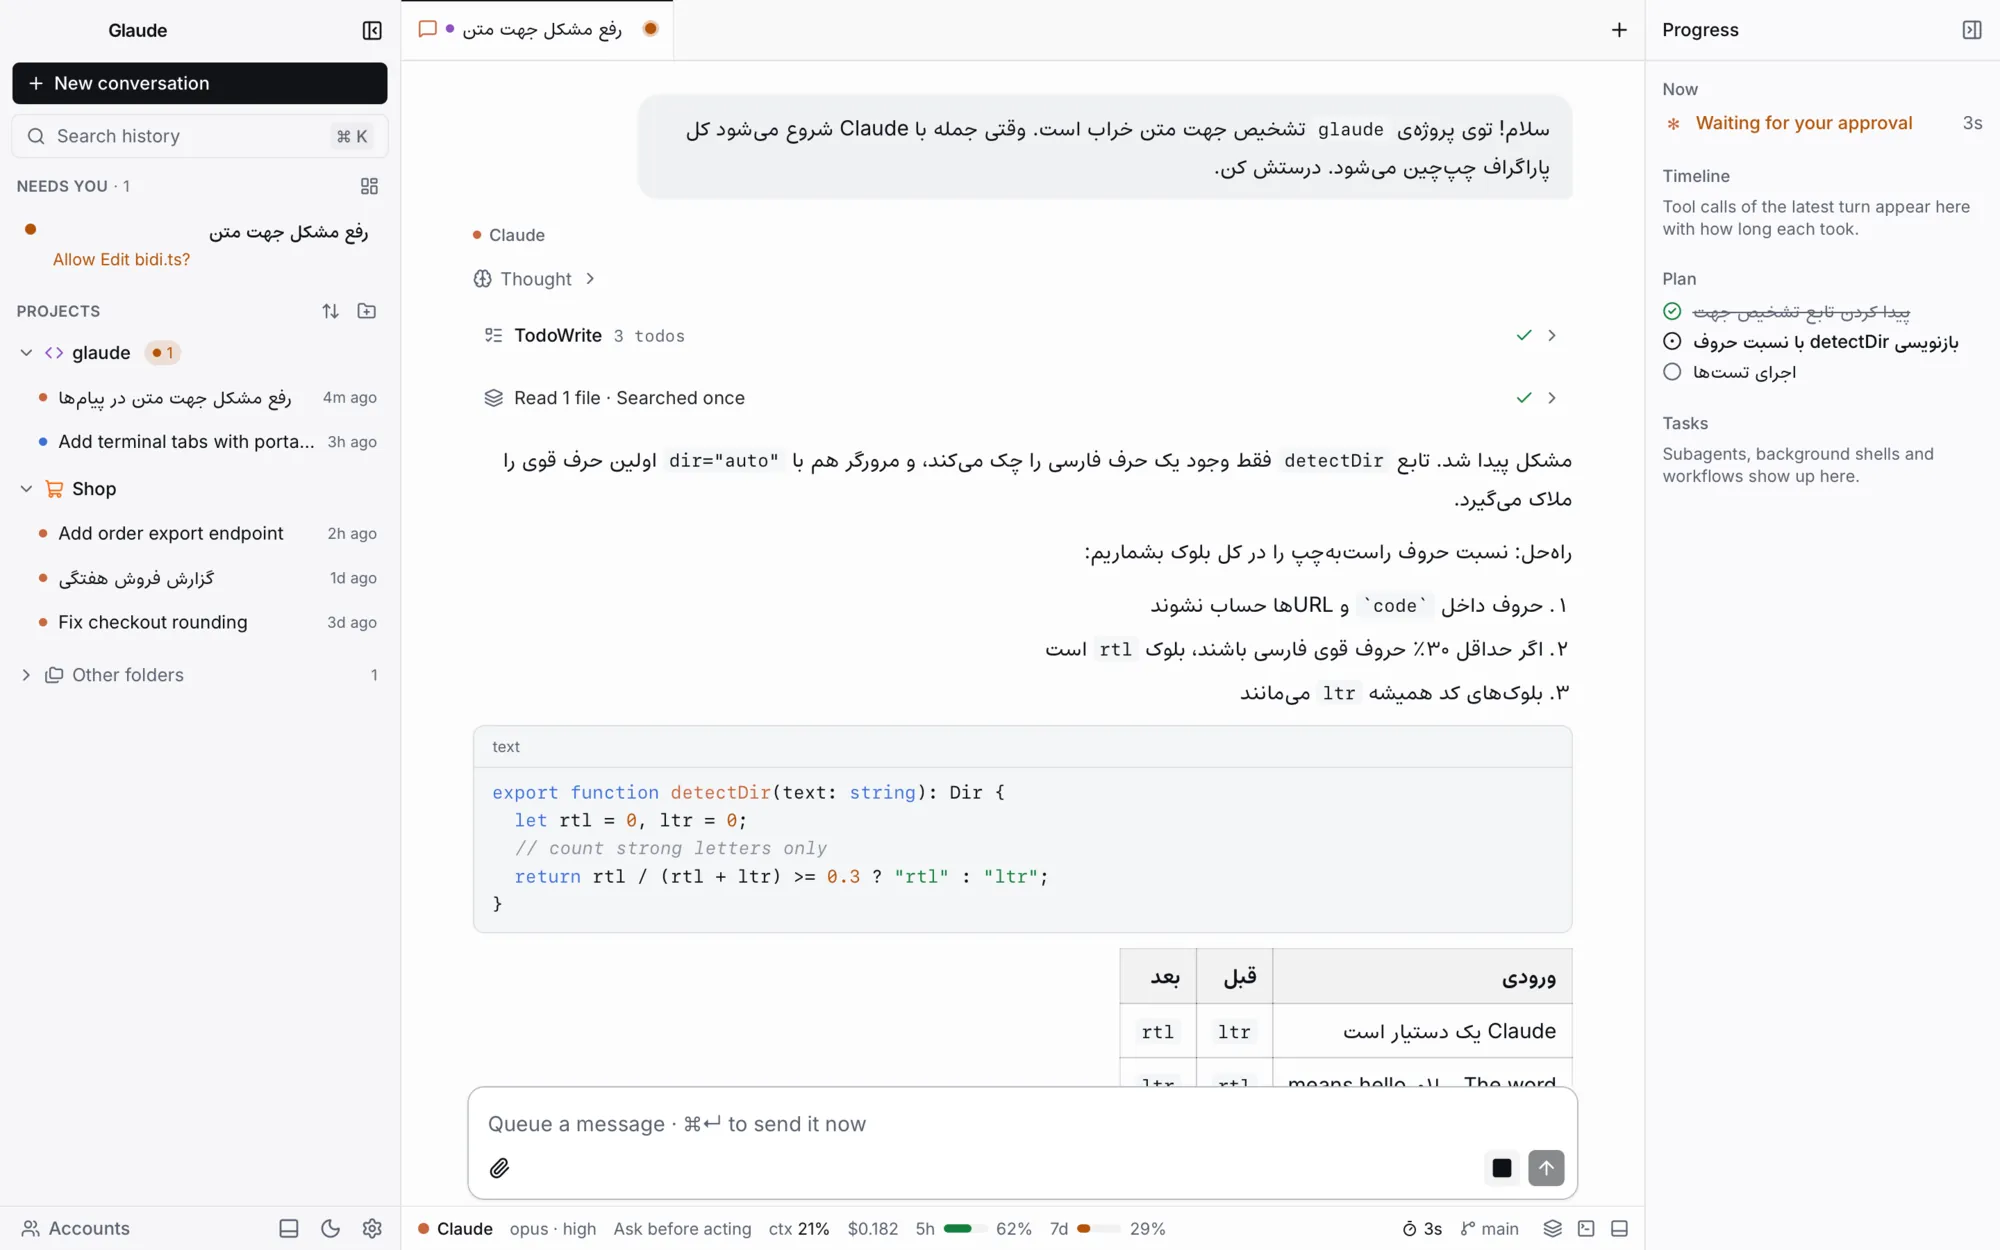 Glaude
New conversation
Search history ⌘ K
NEEDS YOU · 1
رفع مشکل جهت متن
Allow Edit bidi.ts?
PROJECTS
glaude 1
رفع مشکل جهت متن در پیام‌ها 4m ago
Add terminal tabs with porta... 3h ago
Shop
Add order export endpoint 2h ago
گزارش فروش هفتگی 1d ago
Fix checkout rounding 3d ago
Other folders 1
Accounts
رفع مشکل جهت متن
سلام! توی پروژه‌ی glaude تشخیص جهت متن خراب است. وقتی جمله با Claude شروع می‌شود کل
پاراگراف چپ‌چین می‌شود. درستش کن.
Claude
Thought
TodoWrite 3 todos
Read 1 file · Searched once
مشکل پیدا شد. تابع detectDir فقط وجود یک حرف فارسی را چک می‌کند، و مرورگر هم با dir="auto" اولین حرف قوی را
ملاک می‌گیرد.
راه‌حل: نسبت حروف راست‌به‌چپ را در کل بلوک بشماریم:
۱. حروف داخل `code` و URLها حساب نشوند
۲. اگر حداقل ۳۰٪ حروف قوی فارسی باشند، بلوک rtl است
۳. بلوک‌های کد همیشه ltr می‌مانند
text
export function detectDir(text: string): Dir {
let rtl = 0, ltr = 0;
// count strong letters only
return rtl / (rtl + ltr) >= 0.3 ? "rtl" : "ltr";
}
ورودی قبل بعد
Claude یک دستیار است ltr rtl
The word means hello rtl ltr
Queue a message · ⌘↵ to send it now
Claude opus · high Ask before acting ctx 21% $0.182 5h 62% 7d 29% 3s main
Progress
Now
Waiting for your approval 3s
Timeline
Tool calls of the latest turn appear here
with how long each took.
Plan
پیدا کردن تابع تشخیص جهت
بازنویسی detectDir با نسبت حروف
اجرای تست‌ها
Tasks
Subagents, background shells and
workflows show up here.